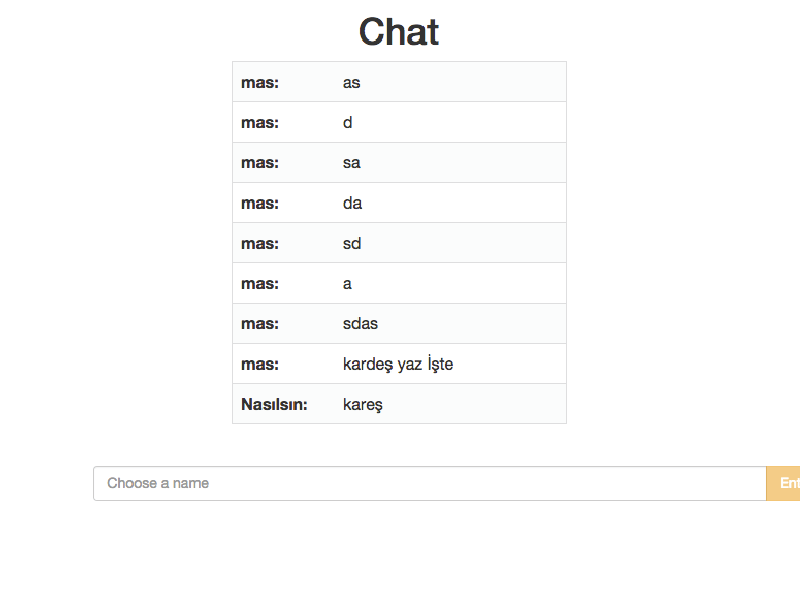 Chat
mas: as
mas: d
mas: sa
mas: da
mas: sd
mas: a
mas: sdas
mas: kardeş yaz İşte
Nasılsın: kareş
Choose a name Ent